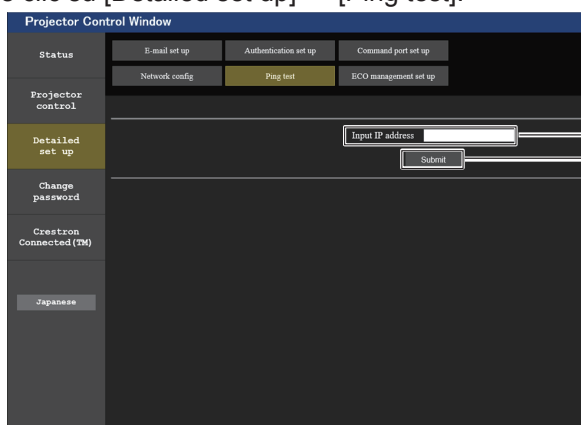 clic su [Detailed set up] [Ping test].
Projector Control Window
Status
E-mail set up
Authentication set up
Command port set up
Network config
Ping test
ECO management set up
Projector
control
Detailed
set up
Input IP address
Submit
Change
password
Crestron
Connected(TM)
Japanese